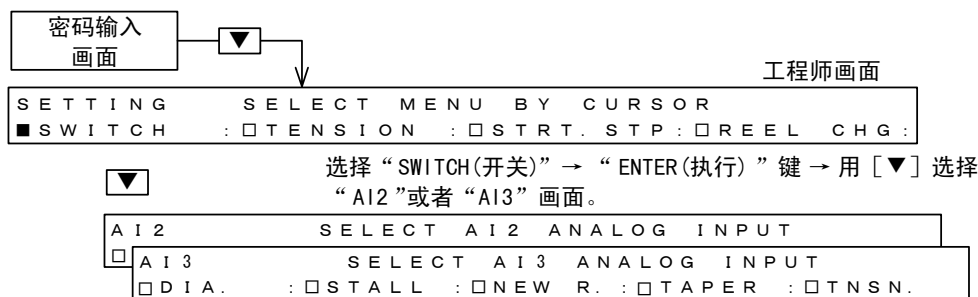 密码输入
画面
▼
工程师画面
SETTING SELECT MENU BY CURSOR
■SWITCH :□TENSION :□STRT. STP:□REEL CHG:
选择“SWITCH(开关)”→“ENTER(执行)”键→用［▼］选择
▼
“AI2”或者“AI3”画面。
AI2 SELECT AI2 ANALOG INPUT
□
AI3 SELECT AI3 ANALOG INPUT
□DIA. :□STALL :□NEW R. :□TAPER :□TNSN.